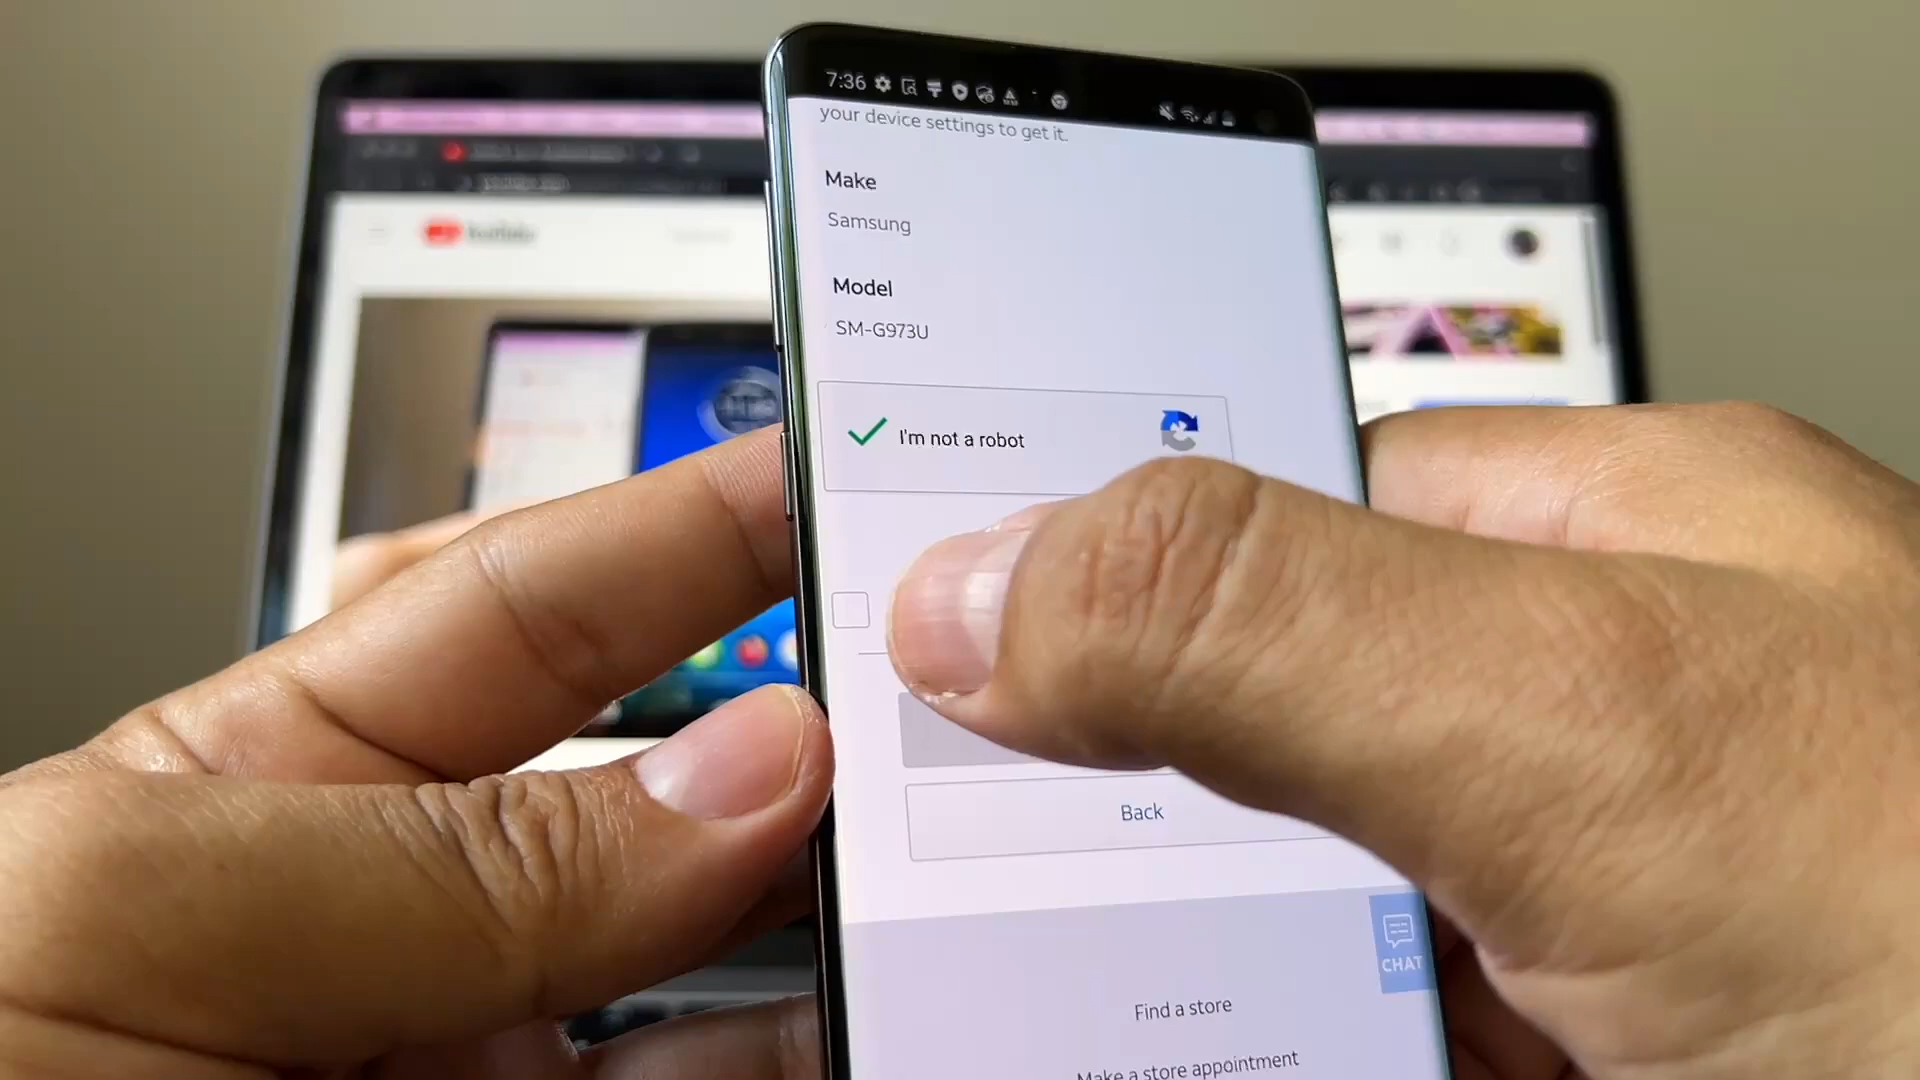 7:36
your device settings to get it.
Make
Samsung
Model
SM-G973U
I'm not a robot
Back
CHAT
Find a store
Make a store appointment
YouTube